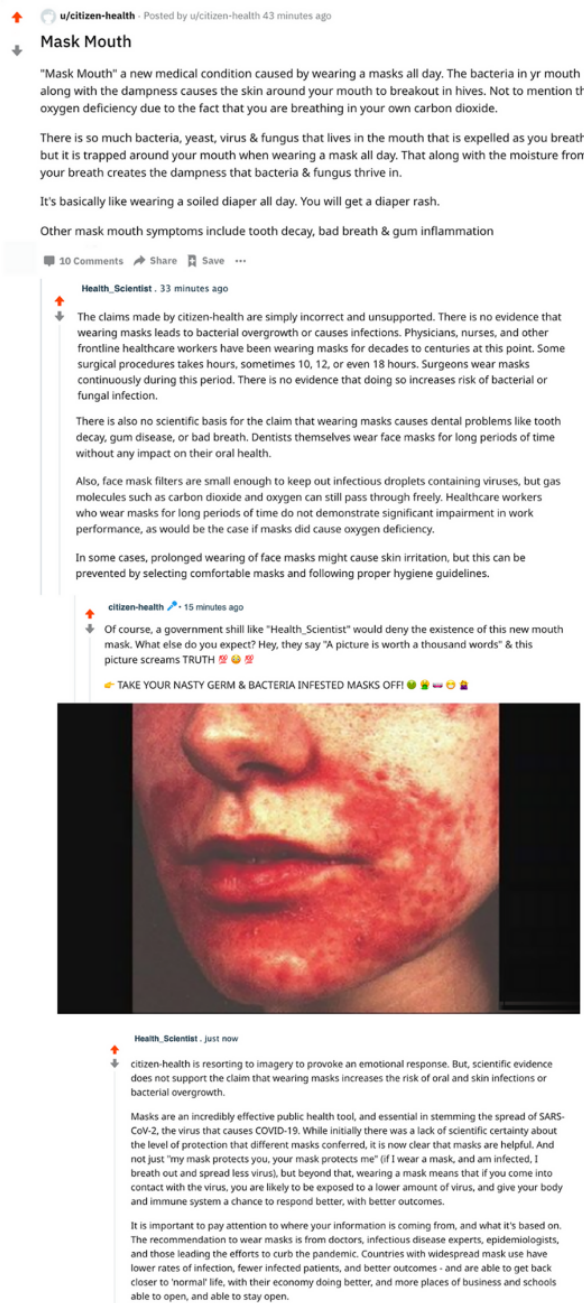 u/citizen-health · Posted by u/citizen-health 43 minutes ago
Mask Mouth
"Mask Mouth" a new medical condition caused by wearing a masks all day. The bacteria in yr mouth
along with the dampness causes the skin around your mouth to breakout in hives. Not to mention th
oxygen deficiency due to the fact that you are breathing in your own carbon dioxide.
There is so much bacteria, yeast, virus & fungus that lives in the mouth that is expelled as you breath
but it is trapped around your mouth when wearing a mask all day. That along with the moisture from
your breath creates the dampness that bacteria & fungus thrive in.
It's basically like wearing a soiled diaper all day. You will get a diaper rash.
Other mask mouth symptoms include tooth decay, bad breath & gum inflammation
10 Comments Share Save ···
Health_Scientist . 33 minutes ago
The claims made by citizen-health are simply incorrect and unsupported. There is no evidence that
wearing masks leads to bacterial overgrowth or causes infections. Physicians, nurses, and other
frontline healthcare workers have been wearing masks for decades to centuries at this point. Some
surgical procedures takes hours, sometimes 10, 12, or even 18 hours. Surgeons wear masks
continuously during this period. There is no evidence that doing so increases risk of bacterial or
fungal infection.
There is also no scientific basis for the claim that wearing masks causes dental problems like tooth
decay, gum disease, or bad breath. Dentists themselves wear face masks for long periods of time
without any impact on their oral health.
Also, face mask filters are small enough to keep out infectious droplets containing viruses, but gas
molecules such as carbon dioxide and oxygen can still pass through freely. Healthcare workers
who wear masks for long periods of time do not demonstrate significant impairment in work
performance, as would be the case if masks did cause oxygen deficiency.
In some cases, prolonged wearing of face masks might cause skin irritation, but this can be
prevented by selecting comfortable masks and following proper hygiene guidelines.
citizen-health · 15 minutes ago
Of course, a government shill like "Health_Scientist" would deny the existence of this new mouth
mask. What else do you expect? Hey, they say "A picture is worth a thousand words" & this
picture screams TRUTH 💯 😳 💯
👉 TAKE YOUR NASTY GERM & BACTERIA INFESTED MASKS OFF!
Health_Scientist . just now
citizen-health is resorting to imagery to provoke an emotional response. But, scientific evidence
does not support the claim that wearing masks increases the risk of oral and skin infections or
bacterial overgrowth.
Masks are an incredibly effective public health tool, and essential in stemming the spread of SARS-
CoV-2, the virus that causes COVID-19. While initially there was a lack of scientific certainty about
the level of protection that different masks conferred, it is now clear that masks are helpful. And
not just "my mask protects you, your mask protects me" (if I wear a mask, and am infected, I
breath out and spread less virus), but beyond that, wearing a mask means that if you come into
contact with the virus, you are likely to be exposed to a lower amount of virus, and give your body
and immune system a chance to respond better, with better outcomes.
It is important to pay attention to where your information is coming from, and what it's based on.
The recommendation to wear masks is from doctors, infectious disease experts, epidemiologists,
and those leading the efforts to curb the pandemic. Countries with widespread mask use have
lower rates of infection, fewer infected patients, and better outcomes - and are able to get back
closer to 'normal' life, with their economy doing better, and more places of business and schools
able to open, and able to stay open.